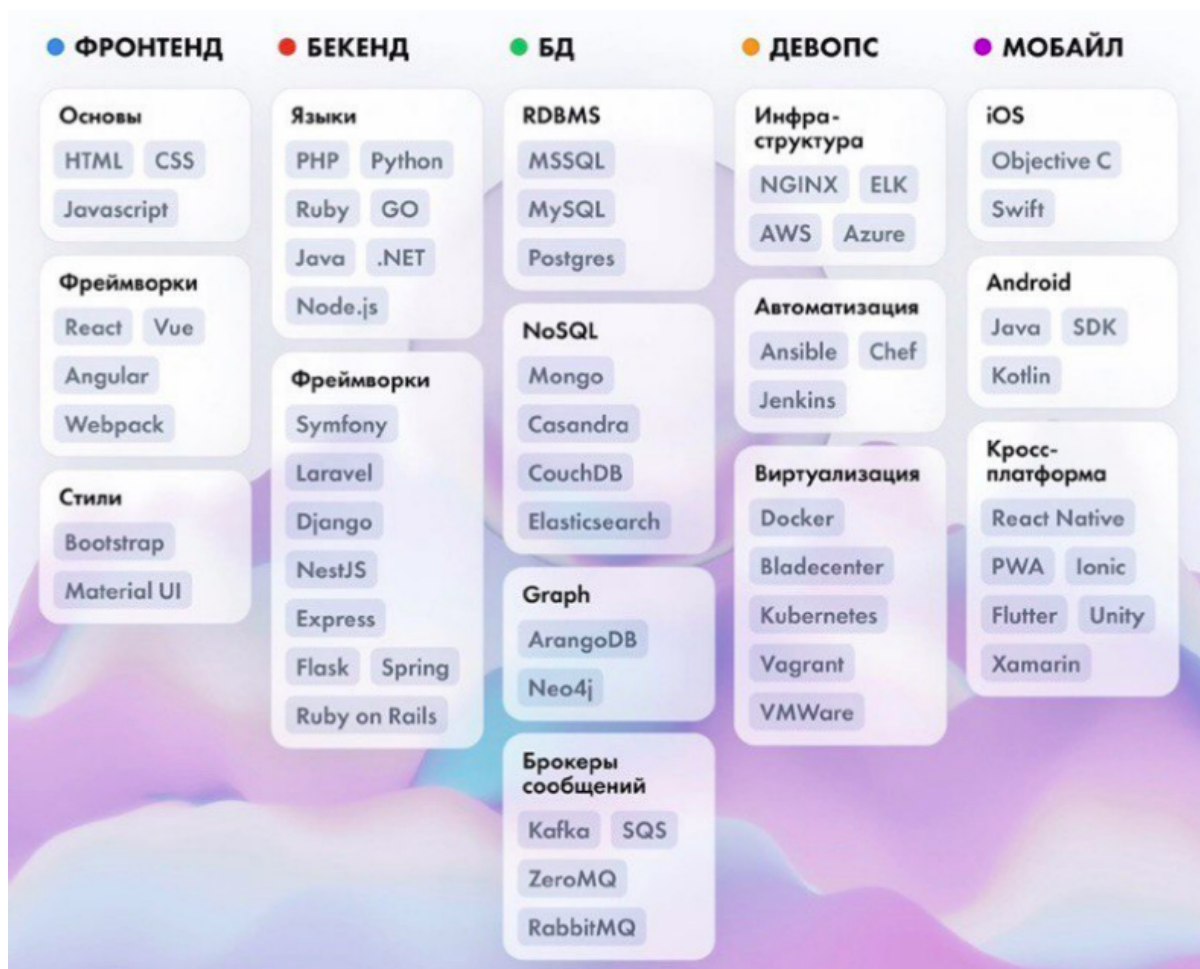 ФРОНТЕНД
Основы
HTML CSS
Javascript
Фреймворки
React Vue
Angular
Webpack
Стили
Bootstrap
Material UI
БЕКЕНД
Языки
PHP Python
Ruby GO
Java .NET
Node.js
Фреймворки
Symfony
Laravel
Django
NestJS
Express
Flask Spring
Ruby on Rails
БД
RDBMS
MSSQL
MySQL
Postgres
NoSQL
Mongo
Casandra
CouchDB
Elasticsearch
Graph
ArangoDB
Neo4j
Брокеры
сообщений
Kafka SQS
ZeroMQ
RabbitMQ
ДЕВОПС
Инфра-
структура
NGINX ELK
AWS Azure
Автоматизация
Ansible Chef
Jenkins
Виртуализация
Docker
Bladecenter
Kubernetes
Vagrant
VMWare
МОБАЙЛ
iOS
Objective C
Swift
Android
Java SDK
Kotlin
Кросс-
платформа
React Native
PWA Ionic
Flutter Unity
Xamarin